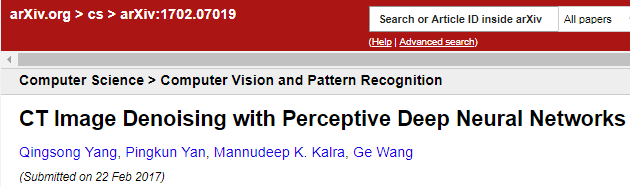 arXiv.org > cs > arXiv:1702.07019
Search or Article ID inside arXiv All papers
(Help | Advanced search)
Computer Science > Computer Vision and Pattern Recognition
CT Image Denoising with Perceptive Deep Neural Networks
Qingsong Yang, Pingkun Yan, Mannudeep K. Kalra, Ge Wang
(Submitted on 22 Feb 2017)